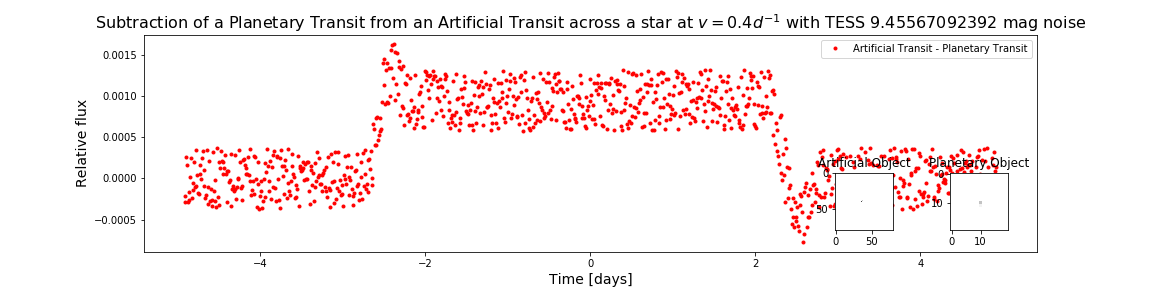 Subtraction of a Planetary Transit from an Artificial Transit across a star at v = 0.4d⁻¹ with TESS 9.45567092392 mag noise
Artificial Transit - Planetary Transit
Relative flux
0.0015
0.0010
0.0005
0.0000
−0.0005
Artificial Object
0
50
0 50
Planetary Object
0
10
0 10
−4 −2 0 2 4
Time [days]